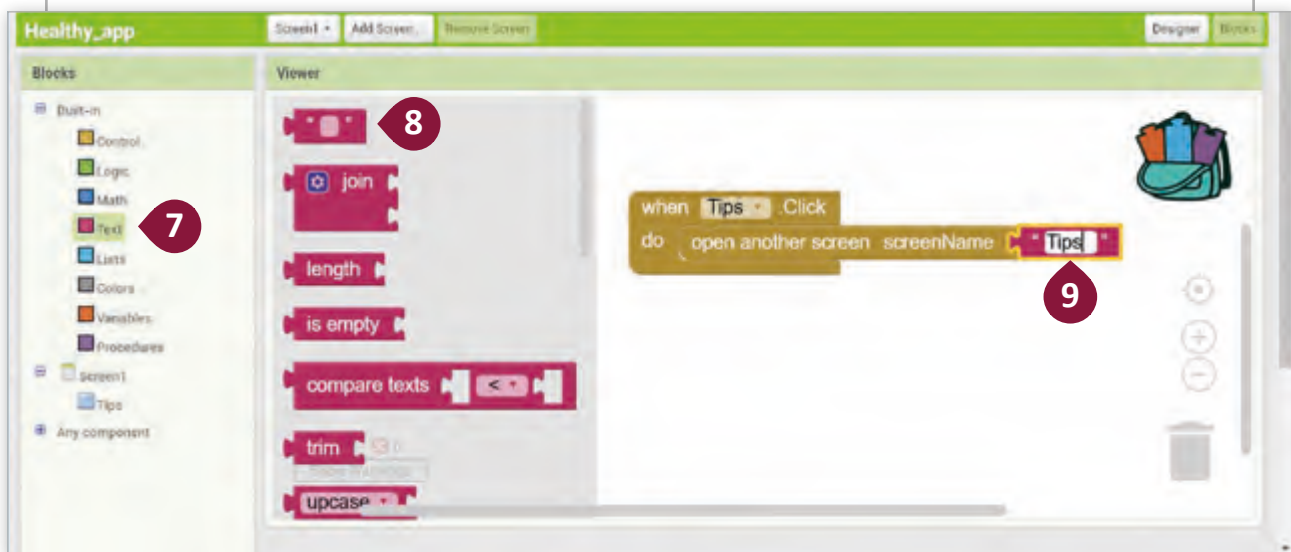 Healthy_app
Screen1 Add Screen... Remove Screen Designer Blocks
Blocks
Viewer
Built-in
Control
Logic
Math
Text
Lists
Colors
Variables
Procedures
Screen1
Tips
Any component
7
" " 8
join
length
is empty
compare texts <
trim
upcase
when Tips .Click
do open another screen screenName " Tips "
9